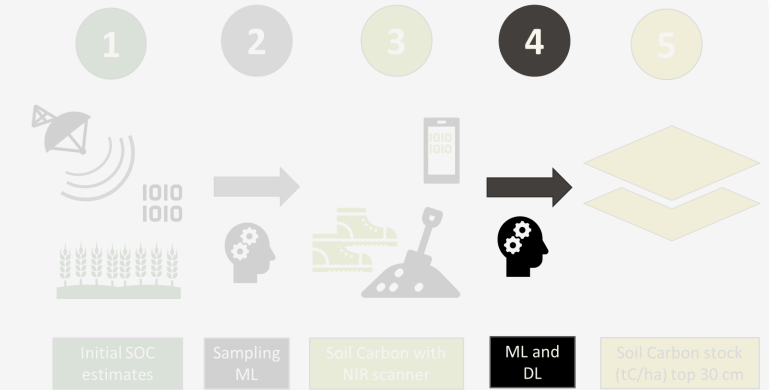 1
2
3
4
5
1010
1010
1010
1010
Initial SOC
estimates
Sampling
ML
Soil Carbon with
NIR scanner
ML and
DL
Soil Carbon stock
(tC/ha) top 30 cm